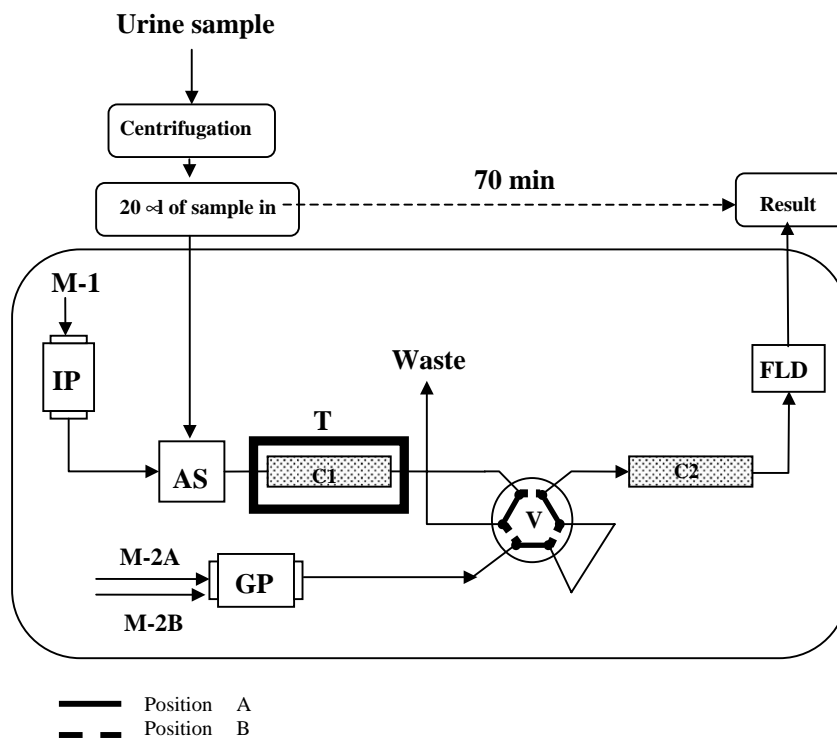 Urine sample
Centrifugation
20 ∝l of sample in
70 min
Result
M-1
IP
Waste
FLD
T
C1
C2
AS
V
M-2A
GP
M-2B
Position A
Position B